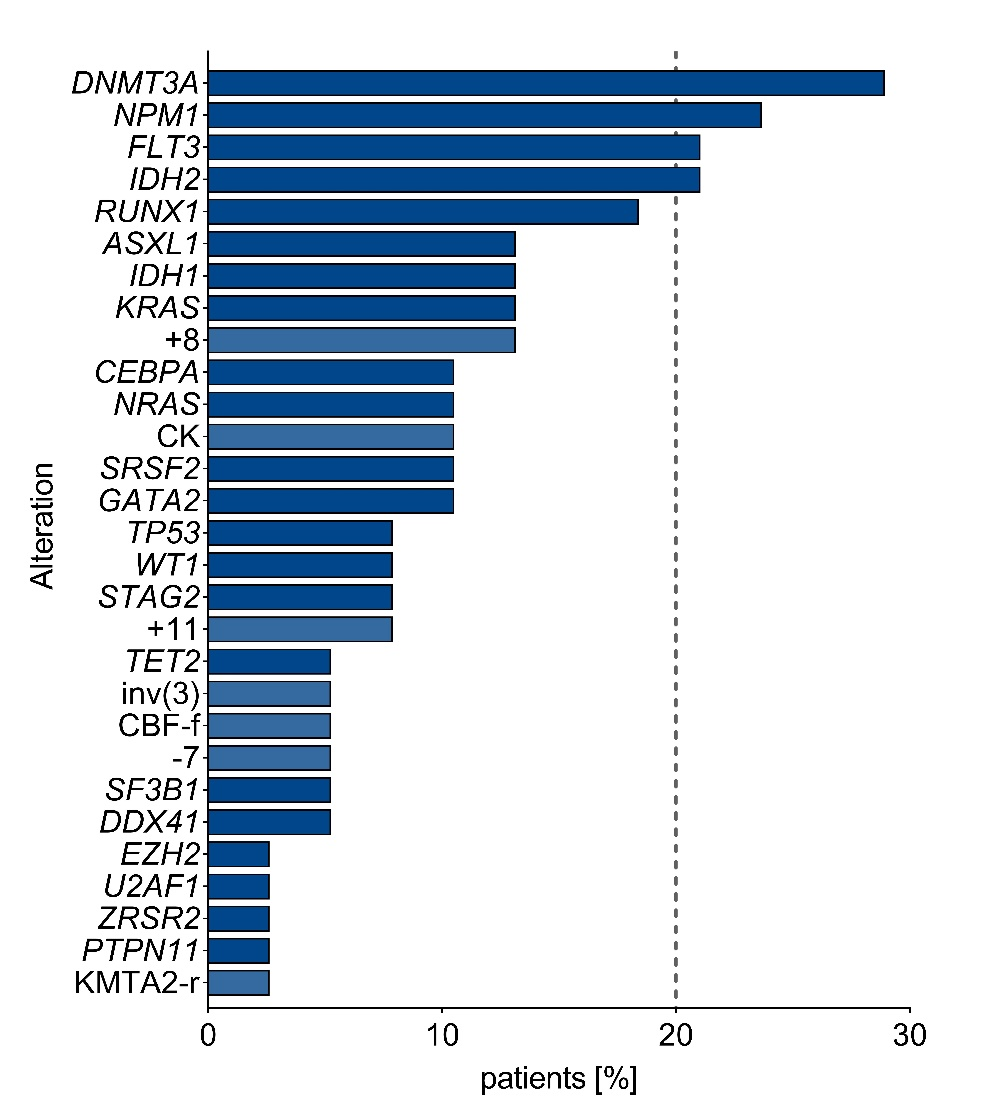 DNMT3A
NPM1
FLT3
IDH2
RUNX1
ASXL1
IDH1
KRAS
+8
CEBPA
NRAS
CK
SRSF2
GATA2
TP53
WT1
STAG2
+11
TET2
inv(3)
CBF-f
-7
SF3B1
DDX41
EZH2
U2AF1
ZRSR2
PTPN11
KMTA2-r
Alteration
0 10 20 30
patients [%]